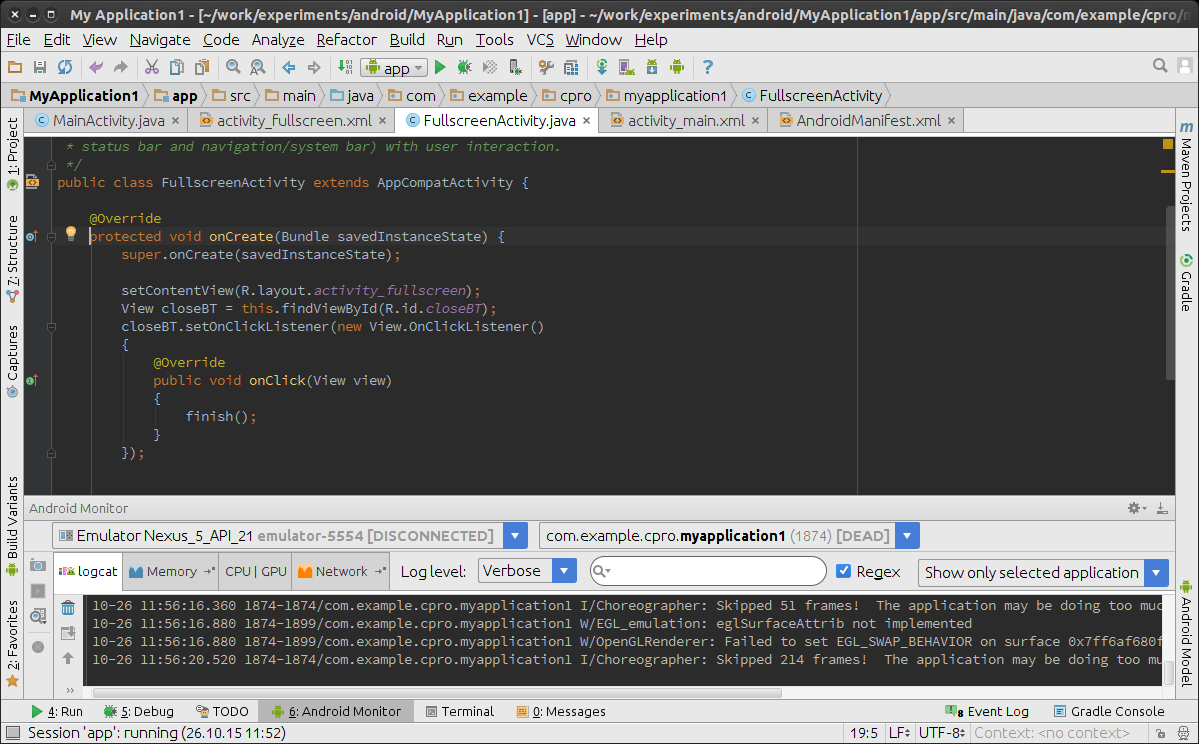 My Application1 - [~/work/experiments/android/MyApplication1] - [app] - ~/work/experiments/android/MyApplication1/app/src/main/java/com/example/cpro/
File Edit View Navigate Code Analyze Refactor Build Run Tools VCS Window Help
app
MyApplication1 app src main java com example cpro myapplication1 FullscreenActivity
MainActivity.java activity_fullscreen.xml FullscreenActivity.java activity_main.xml AndroidManifest.xml
1: Project
7: Structure
Captures
Build Variants
2: Favorites
* status bar and navigation/system bar) with user interaction.
*/
public class FullscreenActivity extends AppCompatActivity {
@Override
protected void onCreate(Bundle savedInstanceState) {
super.onCreate(savedInstanceState);
setContentView(R.layout.activity_fullscreen);
View closeBT = this.findViewById(R.id.closeBT);
closeBT.setOnClickListener(new View.OnClickListener()
{
@Override
public void onClick(View view)
{
finish();
}
});
Maven Projects
Gradle
Android Model
Android Monitor
Emulator Nexus_5_API_21 emulator-5554 [DISCONNECTED] com.example.cpro.myapplication1 (1874) [DEAD]
logcat Memory CPU | GPU Network Log level: Verbose Regex Show only selected application
10-26 11:56:16.360 1874-1874/com.example.cpro.myapplication1 I/Choreographer: Skipped 51 frames!  The application may be doing too muc
10-26 11:56:16.880 1874-1899/com.example.cpro.myapplication1 W/EGL_emulation: eglSurfaceAttrib not implemented
10-26 11:56:16.880 1874-1899/com.example.cpro.myapplication1 W/OpenGLRenderer: Failed to set EGL_SWAP_BEHAVIOR on surface 0x7ff6af680f
10-26 11:56:20.520 1874-1874/com.example.cpro.myapplication1 I/Choreographer: Skipped 214 frames!  The application may be doing too mu
4: Run 5: Debug TODO 6: Android Monitor Terminal 0: Messages 8 Event Log Gradle Console
Session 'app': running (26.10.15 11:52) 19:5 LF UTF-8 Context: <no context>